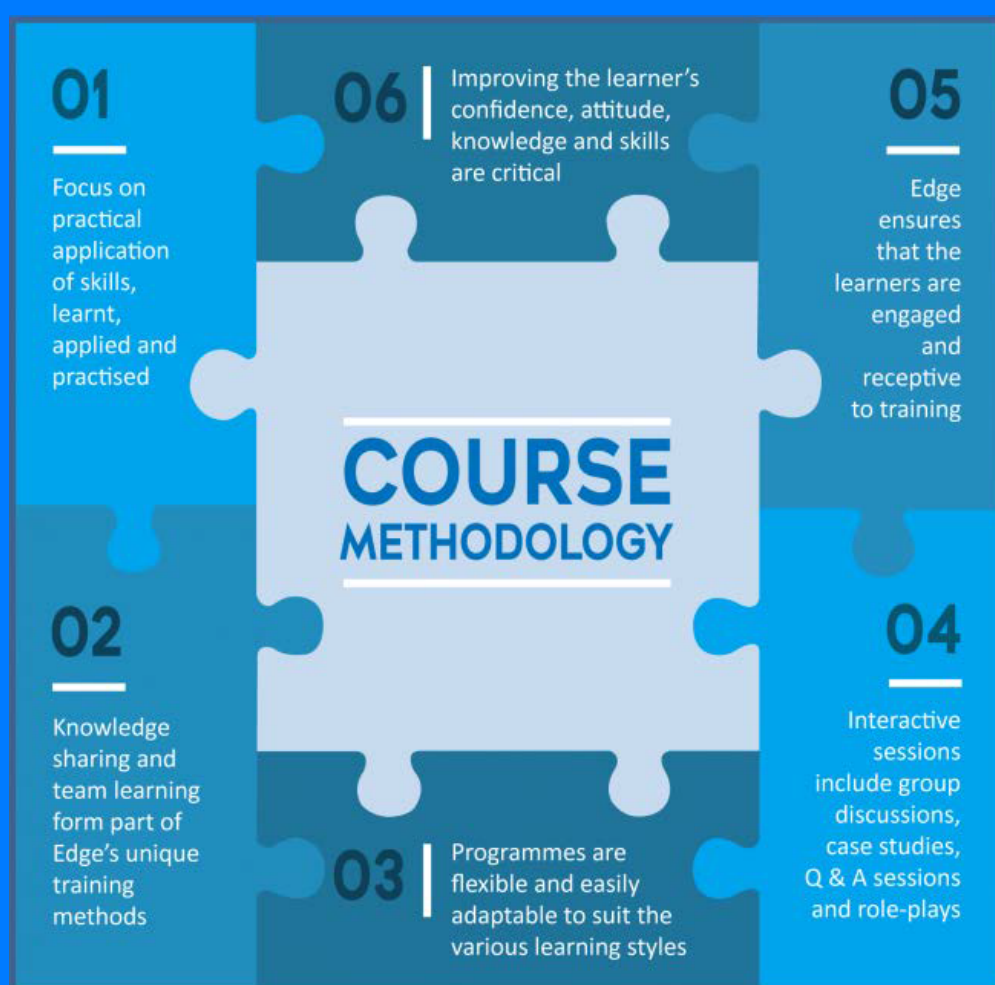 01
Focus on
practical
application
of skills,
learnt,
applied and
practised
06
Improving the learner's
confidence, attitude,
knowledge and skills
are critical
05
Edge
ensures
that the
learners are
engaged
and
receptive
to training
COURSE
METHODOLOGY
02
Knowledge
sharing and
team learning
form part of
Edge's unique
training
methods
03
Programmes are
flexible and easily
adaptable to suit the
various learning styles
04
Interactive
sessions
include group
discussions,
case studies,
Q & A sessions
and role-plays